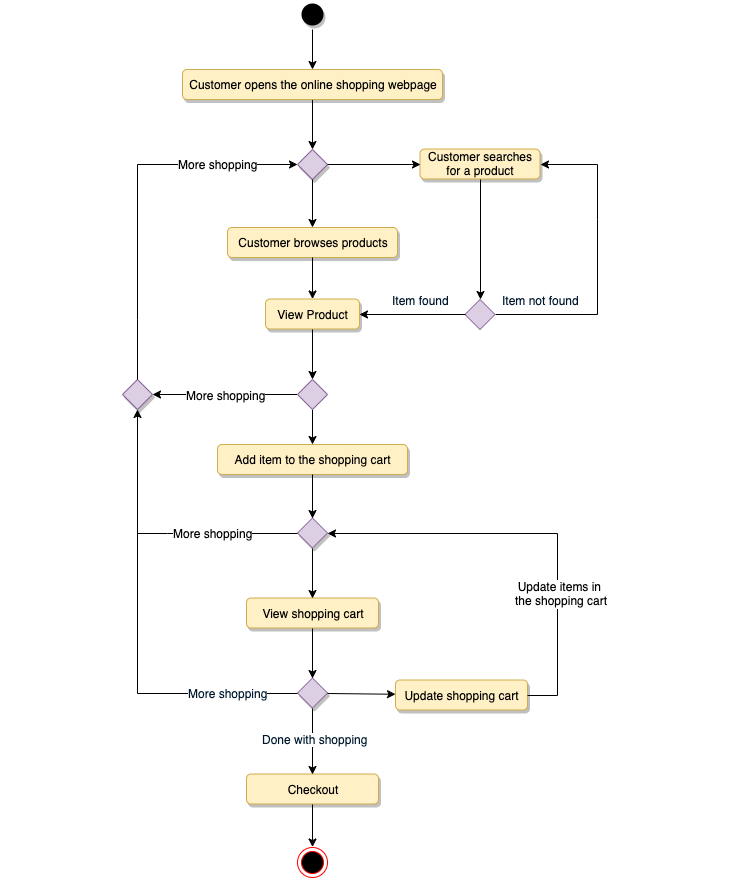 Customer opens the online shopping webpage
More shopping
Customer searches
for a product
Customer browses products
Item found
Item not found
View Product
More shopping
Add item to the shopping cart
More shopping
Update items in
the shopping cart
View shopping cart
More shopping
Update shopping cart
Done with shopping
Checkout